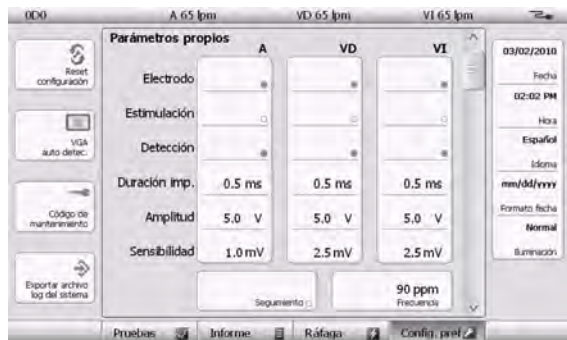 0D0 A 65 lpm VD 65 lpm VI 65 lpm
Reset
configuración
VGA
auto detec.
Código de
mantenimiento
Exportar archivo
log del sistema
Parámetros propios
A VD VI
Electrodo
Estimulación
Detección
Duración imp. 0.5 ms 0.5 ms 0.5 ms
Amplitud 5.0 V 5.0 V 5.0 V
Sensibilidad 1.0 mV 2.5 mV 2.5 mV
Seguimiento
90 ppm
Frecuencia
03/02/2010
Fecha
02:02 PM
Hora
Español
Idioma
mm/dd/yyyy
Formato fecha
Normal
Iluminación
Pruebas Informe Ráfaga Config. pref